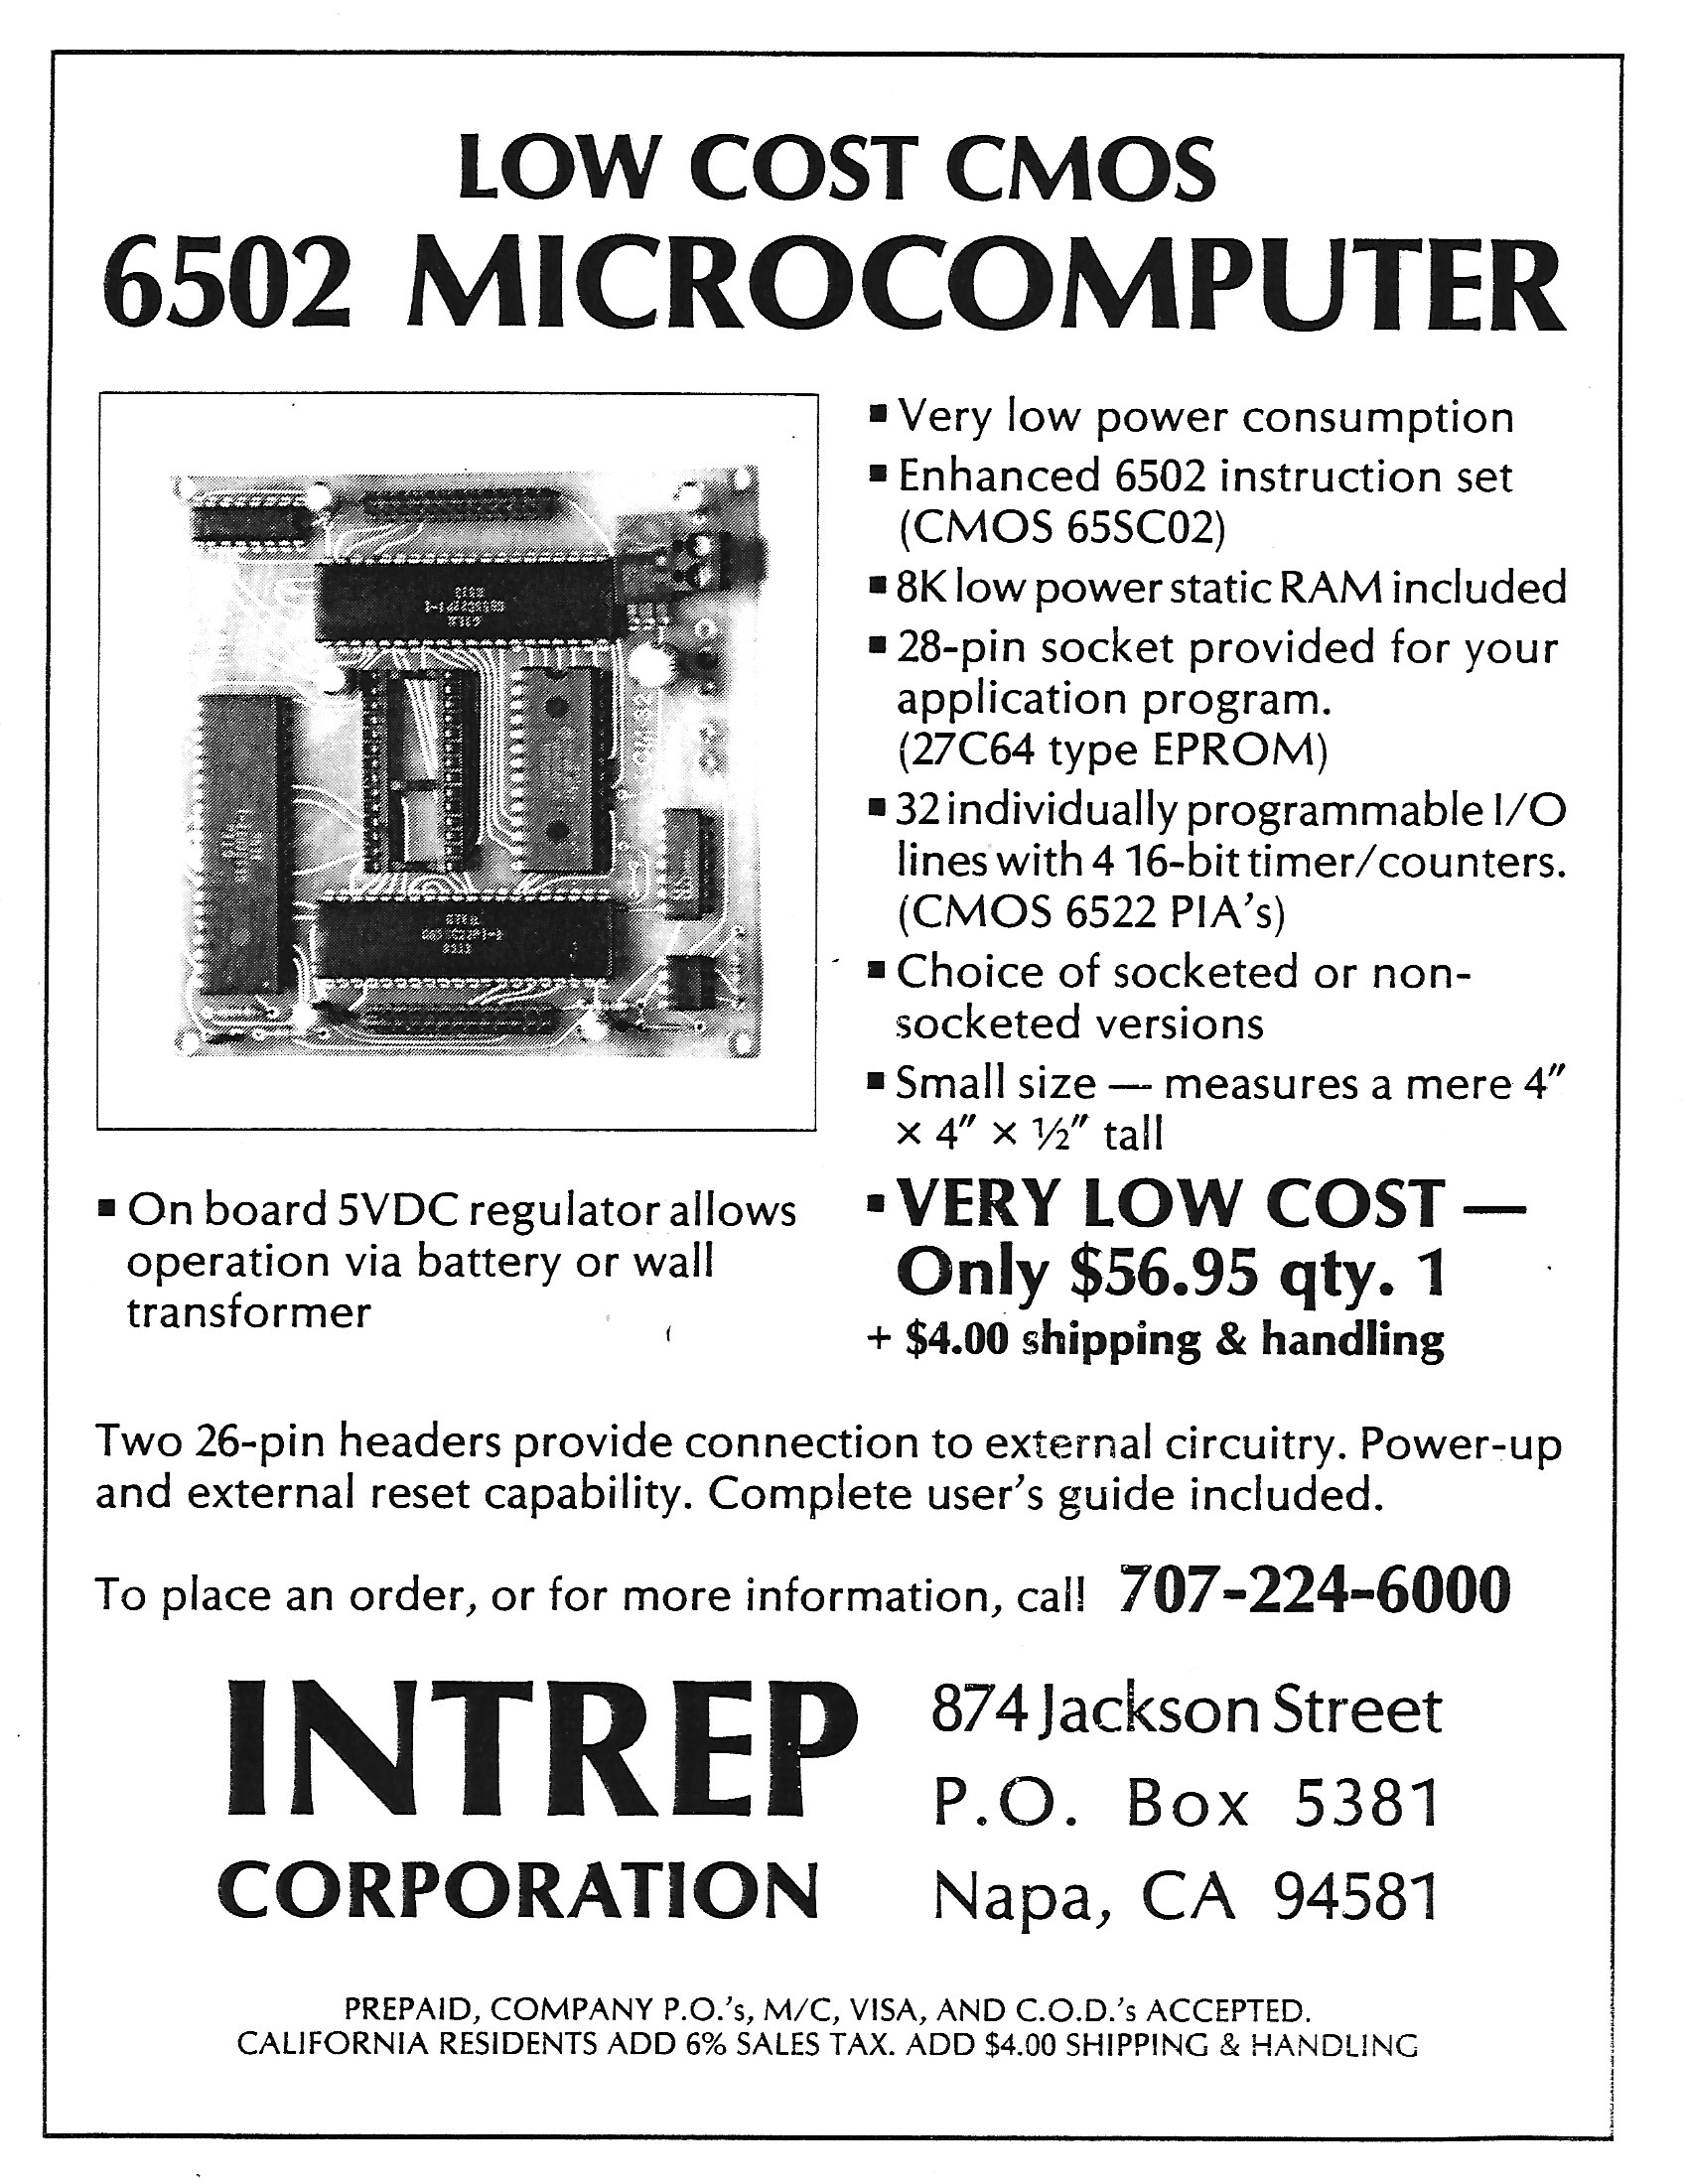 LOW COST CMOS
6502 MICROCOMPUTER
▪ Very low power consumption
▪ Enhanced 6502 instruction set
(CMOS 65SC02)
▪ 8K low power static RAM included
▪ 28-pin socket provided for your
application program.
(27C64 type EPROM)
▪ 32 individually programmable I/O
lines with 4 16-bit timer/counters.
(CMOS 6522 PIA's)
▪ Choice of socketed or non-
socketed versions
▪ Small size — measures a mere 4"
× 4" × ½" tall
▪ On board 5VDC regulator allows
operation via battery or wall
transformer
▪ VERY LOW COST —
Only $56.95 qty. 1
+ $4.00 shipping & handling
Two 26-pin headers provide connection to external circuitry. Power-up
and external reset capability. Complete user's guide included.
To place an order, or for more information, call 707-224-6000
INTREP
CORPORATION
874 Jackson Street
P.O. Box 5381
Napa, CA 94581
PREPAID, COMPANY P.O.'s, M/C, VISA, AND C.O.D.'s ACCEPTED.
CALIFORNIA RESIDENTS ADD 6% SALES TAX. ADD $4.00 SHIPPING & HANDLING